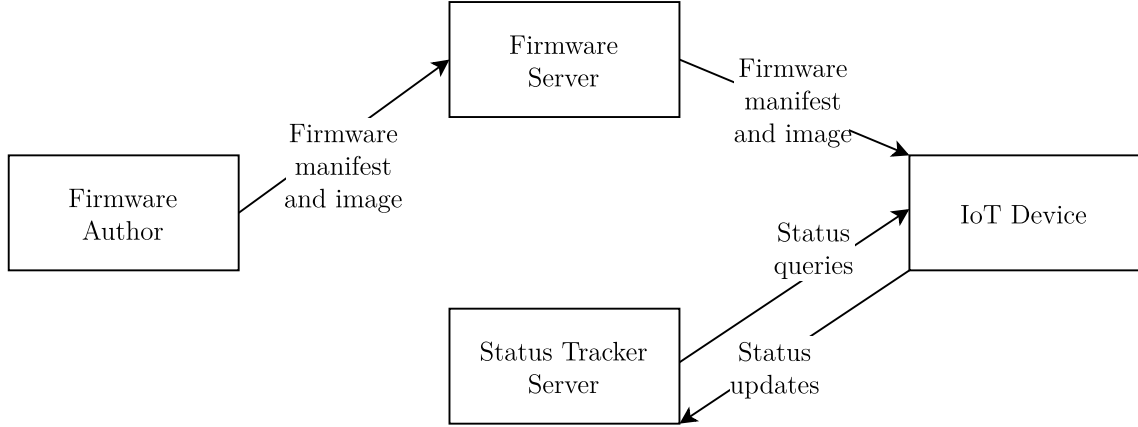 Firmware
Server
Firmware
manifest
and image
Firmware
manifest
and image
Firmware
Author
IoT Device
Status
queries
Status Tracker
Server
Status
updates